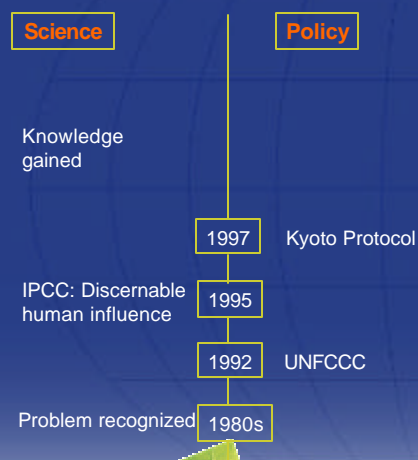 Science
Policy
Knowledge
gained
1997
Kyoto Protocol
IPCC: Discernable
human influence
1995
1992
UNFCCC
Problem recognized
1980s